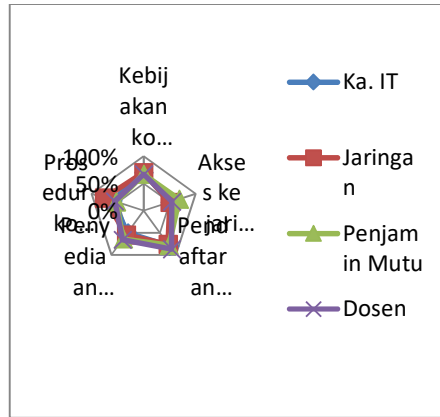 Kebij
akan
ko...
Akse
s ke
jari...
Pend
aftar
an...
Peny
edia
an...
Pros
edur
ko...
100%
50%
0%
Ka. IT
Jaringa
n
Penjam
in Mutu
Dosen